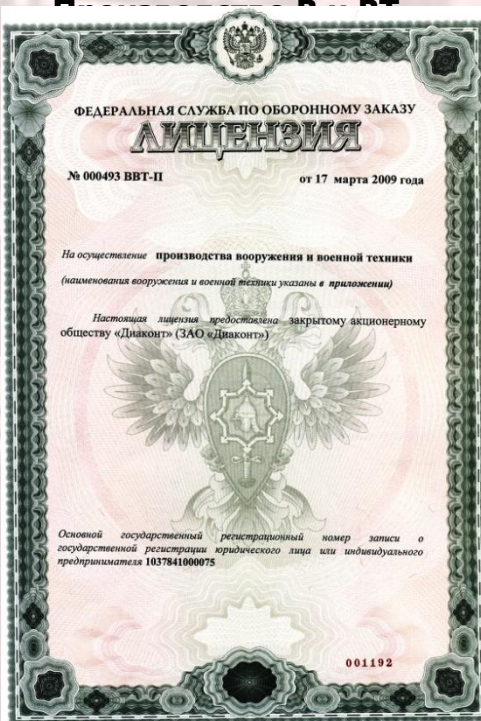 Производство В и ВТ
ФЕДЕРАЛЬНАЯ СЛУЖБА ПО ОБОРОННОМУ ЗАКАЗУ
ЛИЦЕНЗИЯ
№ 000493 ВВТ-П от 17 марта 2009 года
На осуществление производства вооружения и военной техники
(наименования вооружения и военной техники указаны в приложении)
Настоящая лицензия предоставлена закрытому акционерному
обществу «Диаконт» (ЗАО «Диаконт»)
Основной государственный регистрационный номер записи о
государственной регистрации юридического лица или индивидуального
предпринимателя 1037841000075
001192